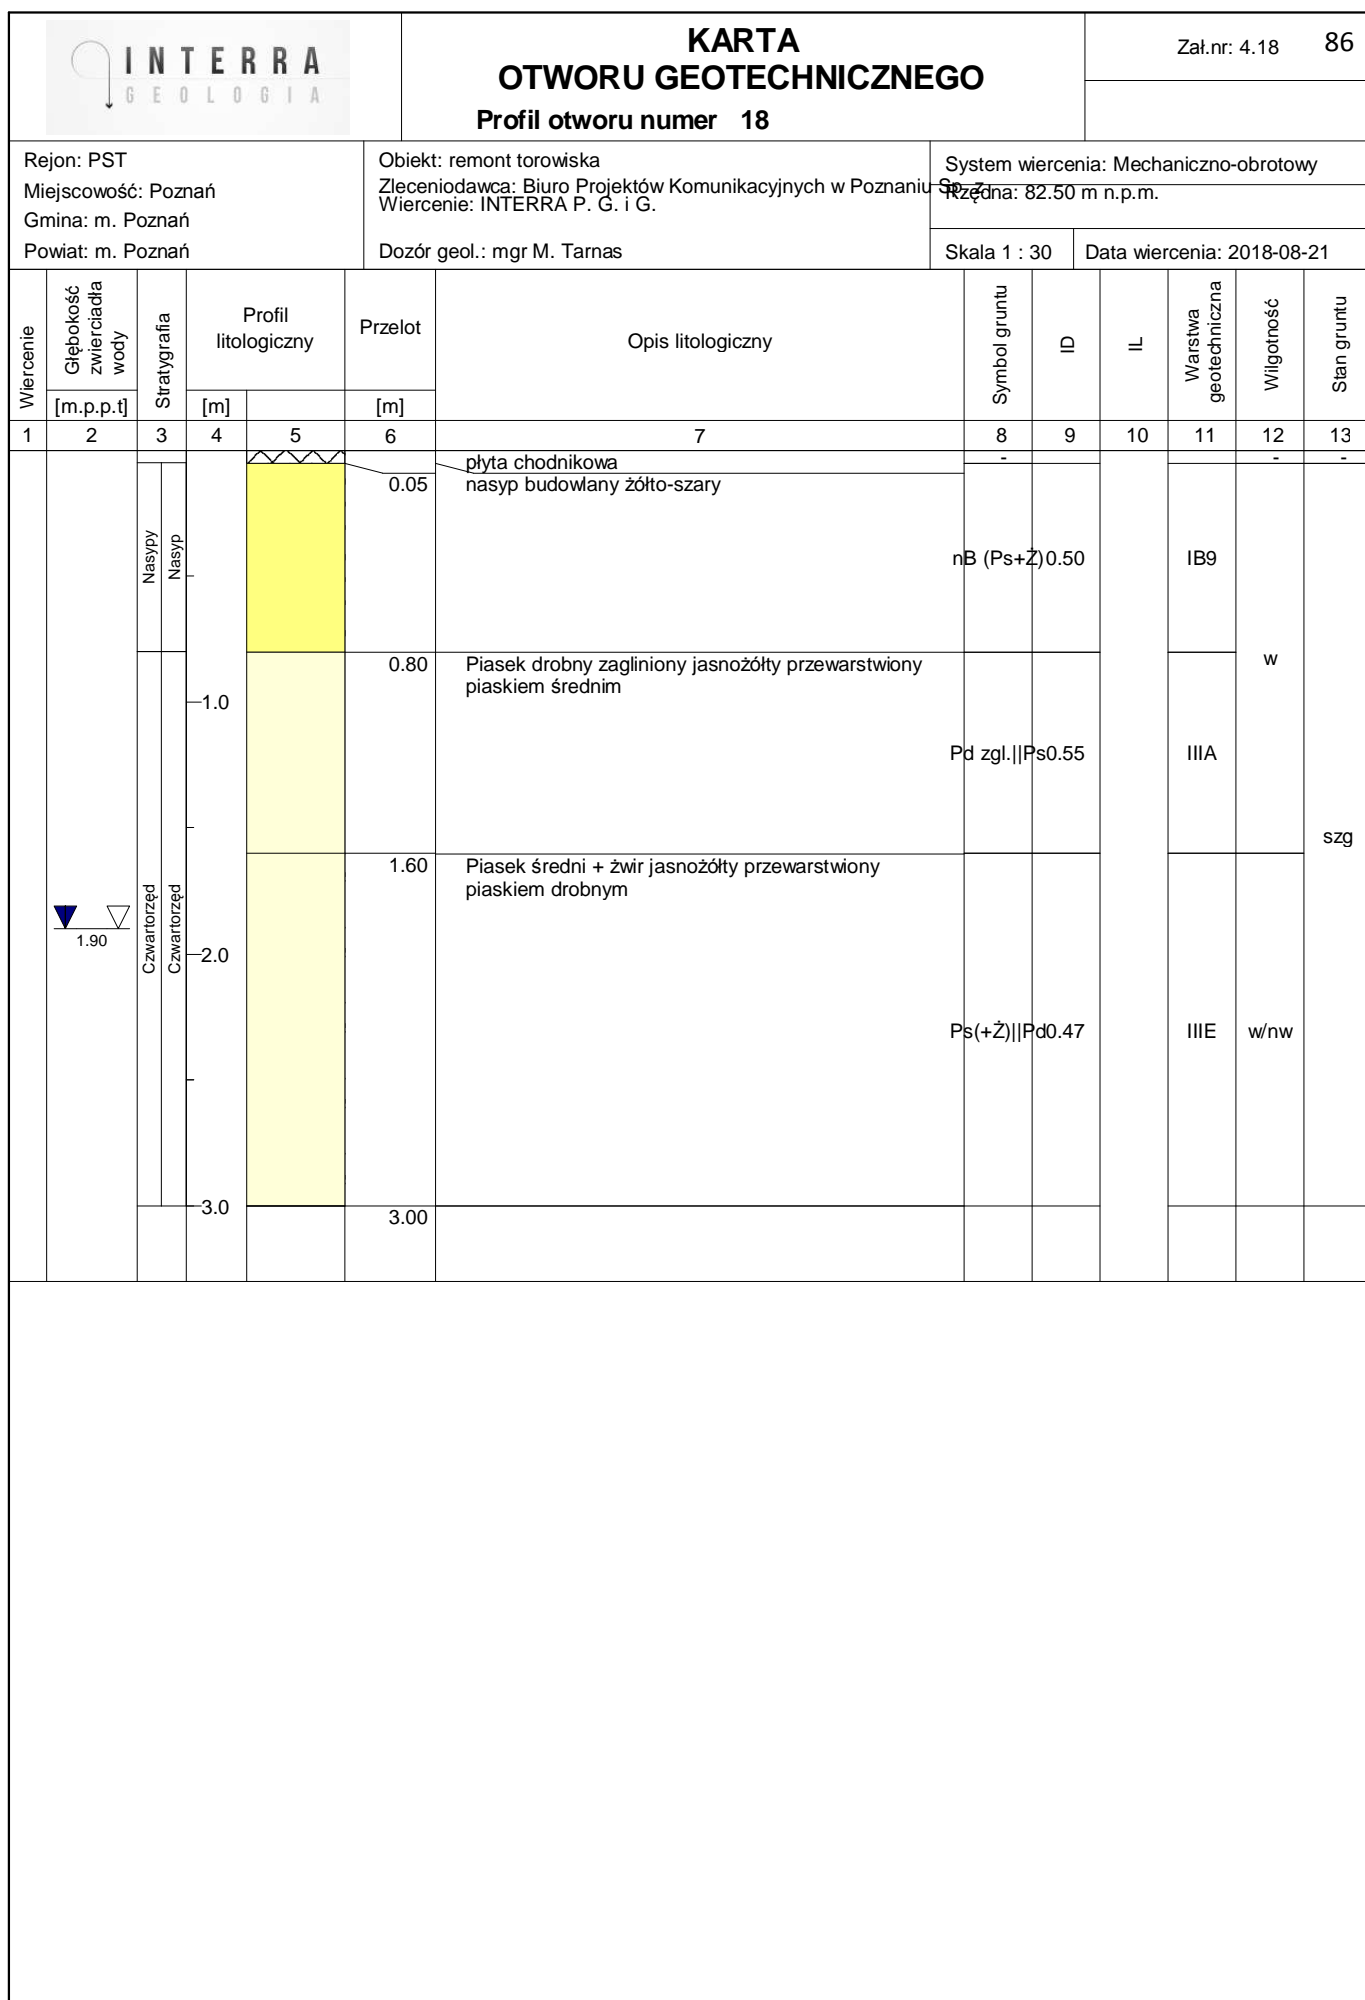 INTERRA
GEOLOGIA
KARTA
OTWORU GEOTECHNICZNEGO
Profil otworu numer 18
Zał.nr: 4.18 86
Rejon: PST
Miejscowość: Poznań
Gmina: m. Poznań
Powiat: m. Poznań
Obiekt: remont torowiska
Zleceniodawca: Biuro Projektów Komunikacyjnych w Poznaniu Sp. z
Wiercenie: INTERRA P. G. i G.
Dozór geol.: mgr M. Tarnas
System wiercenia: Mechaniczno-obrotowy
Rzędna: 82.50 m n.p.m.
Skala 1 : 30
Data wiercenia: 2018-08-21
Wiercenie
Głębokość
zwierciadła
wody
[m.p.p.t]
Stratygrafia
Profil
litologiczny
[m]
Przelot
[m]
Opis litologiczny
Symbol gruntu
ID
IL
Warstwa
geotechniczna
Wilgotność
Stan gruntu
1 2 3 4 5 6 7 8 9 10 11 12 13
płyta chodnikowa - - -
0.05 nasyp budowlany żółto-szary
Nasypy
Nasyp
nB (Ps+Ż) 0.50 IB9
0.80 Piasek drobny zagliniony jasnożółty przewarstwiony
piaskiem średnim
w
1.0
Pd zgl.||Ps 0.55 IIIA
szg
1.60 Piasek średni + żwir jasnożółty przewarstwiony
piaskiem drobnym
1.90
Czwartorzęd
Czwartorzęd
2.0
Ps(+Ż)||Pd 0.47 IIIE w/nw
3.0
3.00